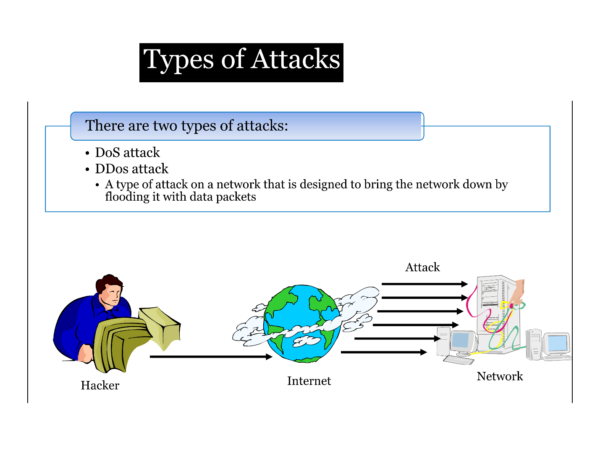 Types of Attacks
There are two types of attacks:
• DoS attack
• DDos attack
• A type of attack on a network that is designed to bring the network down by
flooding it with data packets
Attack
Hacker
Internet
Network